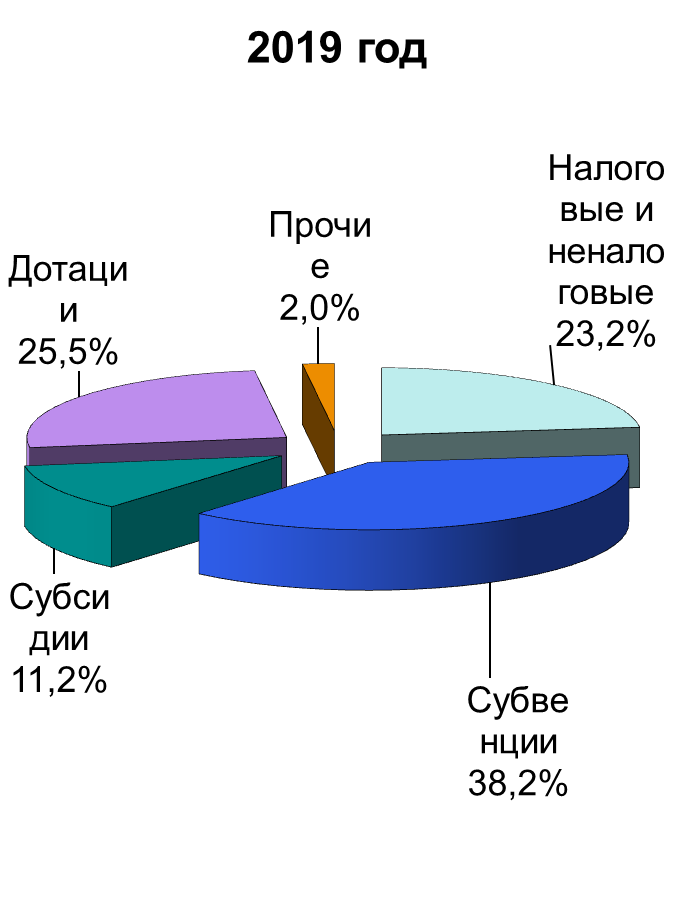 2019 год
Налого
вые и
ненало
говые
23,2%
Прочи
е
2,0%
Дотаци
и
25,5%
Субси
дии
11,2%
Субве
нции
38,2%